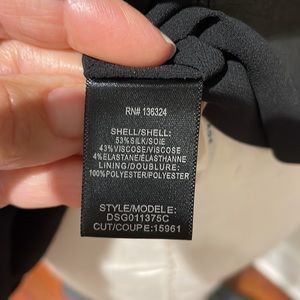 RN# 136324
SHELL/SHELL:
53%SILK/SOIE
43%VISCOSE/VISCOSE
4%ELASTANE/ÉLASTHANNE
LINING/DOUBLURE:
100%POLYESTER/POLYESTER
STYLE/MODELE:
DSG011375C
CUT/COUPE:15961